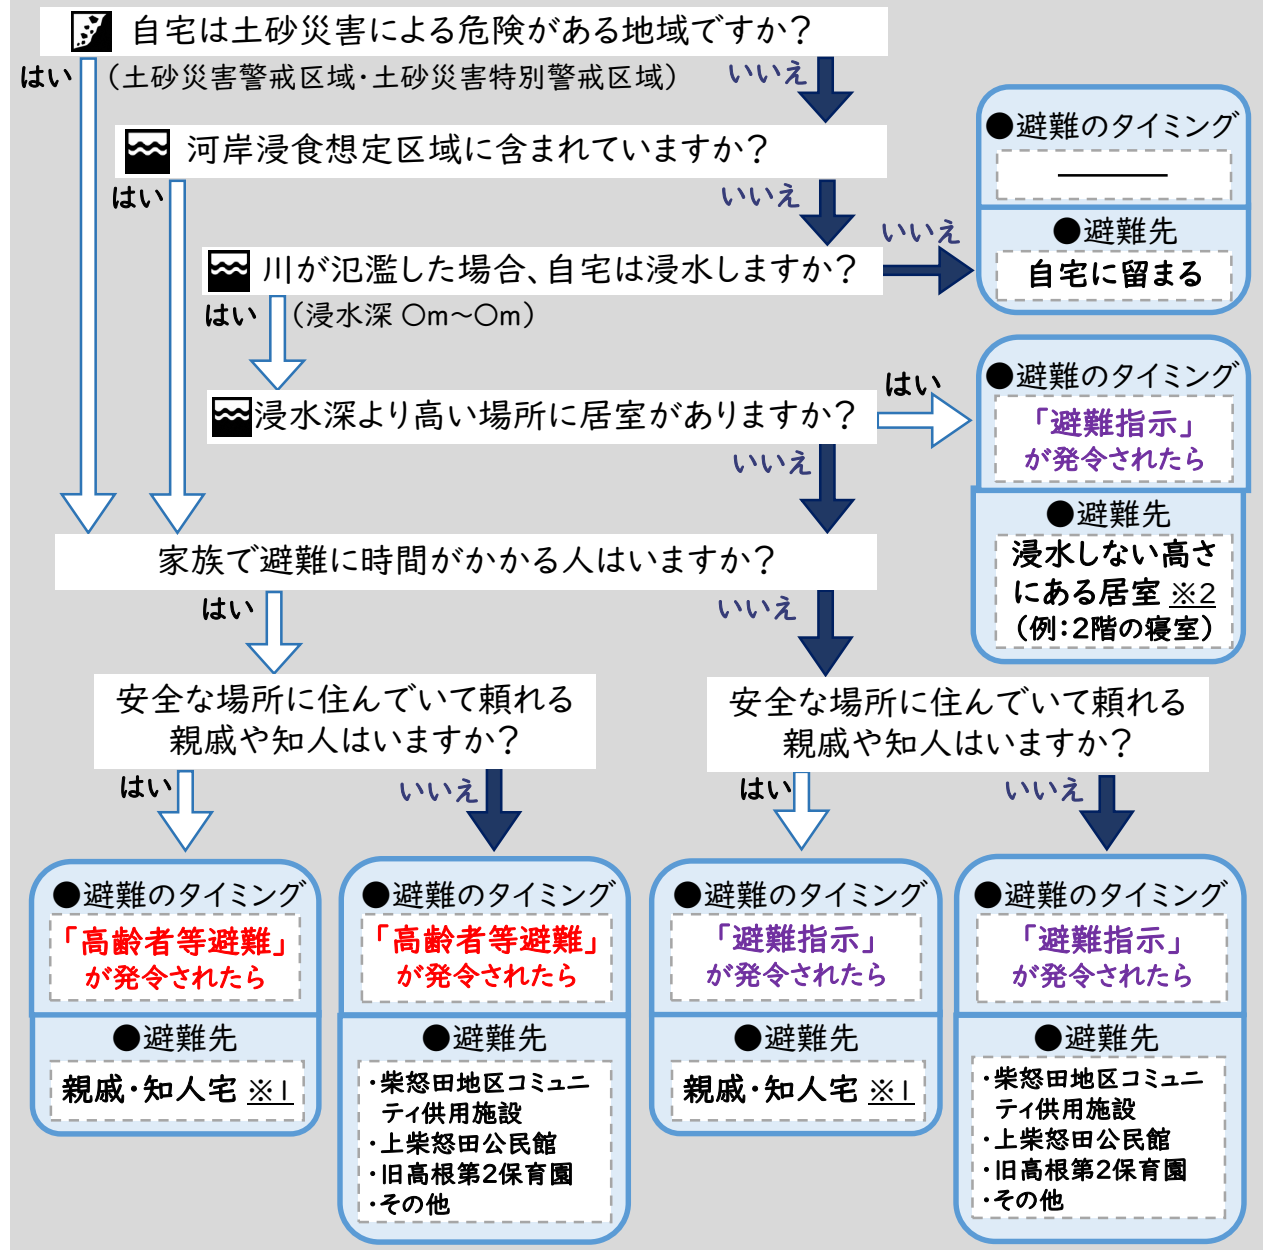 自宅は土砂災害による危険がある地域ですか?
はい
(土砂災害警戒区域・土砂災害特別警戒区域)
いいえ
河岸浸食想定区域に含まれていますか?
はい
いいえ
川が氾濫した場合、自宅は浸水しますか?
いいえ
はい
(浸水深 〇m~〇m)
●避難のタイミング
―――
●避難先
自宅に留まる
浸水深より高い場所に居室がありますか?
はい
いいえ
●避難のタイミング
「避難指示」
が発令されたら
●避難先
浸水しない高さ
にある居室 ※2
(例:2階の寝室)
家族で避難に時間がかかる人はいますか?
はい
いいえ
安全な場所に住んでいて頼れる
親戚や知人はいますか?
はい
いいえ
安全な場所に住んでいて頼れる
親戚や知人はいますか?
はい
いいえ
●避難のタイミング
「高齢者等避難」
が発令されたら
●避難先
親戚・知人宅 ※1
●避難のタイミング
「高齢者等避難」
が発令されたら
●避難先
・柴怒田地区コミュニ
ティ供用施設
・上柴怒田公民館
・旧高根第2保育園
・その他
●避難のタイミング
「避難指示」
が発令されたら
●避難先
親戚・知人宅 ※1
●避難のタイミング
「避難指示」
が発令されたら
●避難先
・柴怒田地区コミュニ
ティ供用施設
・上柴怒田公民館
・旧高根第2保育園
・その他